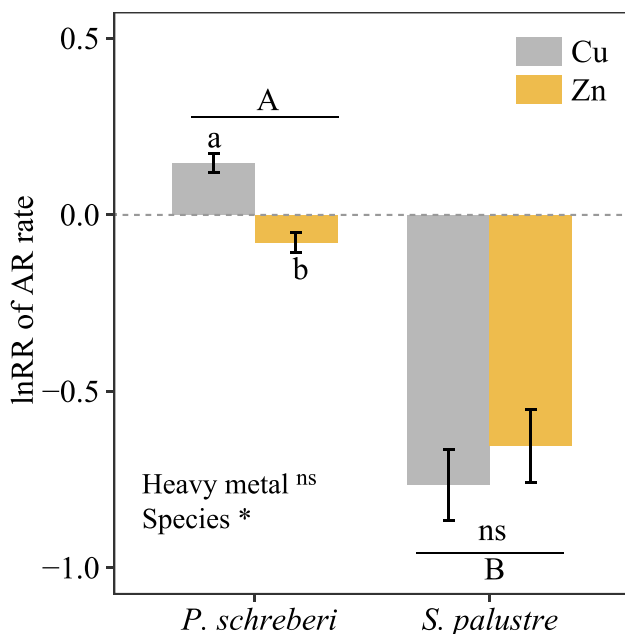 0.5
0.0
−0.5
−1.0
lnRR of AR rate
Cu
Zn
A
a
b
ns
B
Heavy metal ns
Species *
P. schreberi
S. palustre